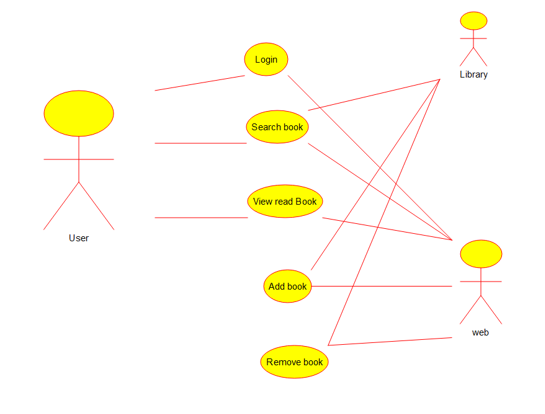 Login
Library
Search book
View read Book
User
Add book
web
Remove book